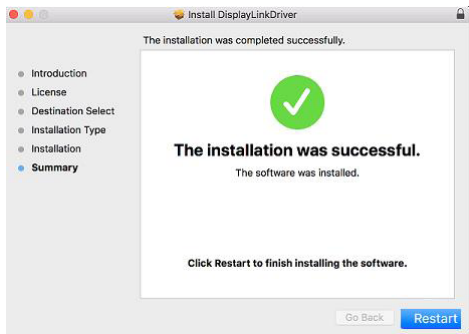 Install DisplayLinkDriver
The installation was completed successfully.
Introduction
License
Destination Select
Installation Type
Installation
Summary
The installation was successful.
The software was installed.
Click Restart to finish installing the software.
Go Back
Restart